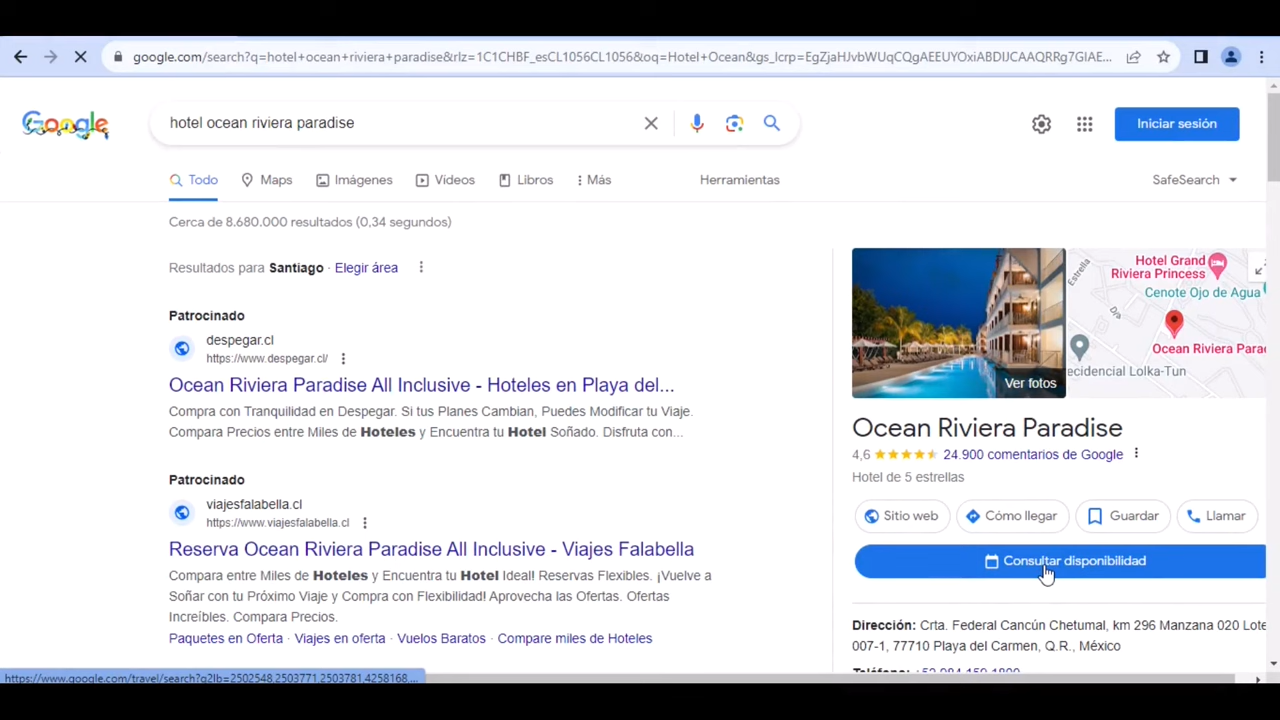 google.com/search?q=hotel+ocean+riviera+paradise&rlz=1C1CHBF_esCL1056CL1056&oq=Hotel+Ocean&gs_lcrp=EgZjaHJvbWUqCQgAEEUYOxiABDIJCAAQRRg7GIAE...
Google
hotel ocean riviera paradise
Iniciar sesión
Todo
Maps
Imágenes
Videos
Libros
Más
Herramientas
SafeSearch
Cerca de 8.680.000 resultados (0,34 segundos)
Resultados para Santiago · Elegir área
Patrocinado
despegar.cl
https://www.despegar.cl/
Ocean Riviera Paradise All Inclusive - Hoteles en Playa del...
Compra con Tranquilidad en Despegar. Si tus Planes Cambian, Puedes Modificar tu Viaje.
Compara Precios entre Miles de Hoteles y Encuentra tu Hotel Soñado. Disfruta con...
Patrocinado
viajesfalabella.cl
https://www.viajesfalabella.cl
Reserva Ocean Riviera Paradise All Inclusive - Viajes Falabella
Compara entre Miles de Hoteles y Encuentra tu Hotel Ideal! Reservas Flexibles. ¡Vuelve a
Soñar con tu Próximo Viaje y Compra con Flexibilidad! Aprovecha las Ofertas. Ofertas
Increíbles. Compara Precios.
Paquetes en Oferta · Viajes en oferta · Vuelos Baratos · Compare miles de Hoteles
Ver fotos
Estrella
Hotel Grand
Riviera Princess
Cenote Ojo de Agua
Ocean Riviera Para
ecidencial Lolka-Tun
Ocean Riviera Paradise
4,6
24.900 comentarios de Google
Hotel de 5 estrellas
Sitio web
Cómo llegar
Guardar
Llamar
Consultar disponibilidad
Dirección: Crta. Federal Cancún Chetumal, km 296 Manzana 020 Lote
007-1, 77710 Playa del Carmen, Q.R., México
Teléfono: +52 984 159 1800
https://www.google.com/travel/search?q2lb=2502548,2503771,2503781,4258168,...